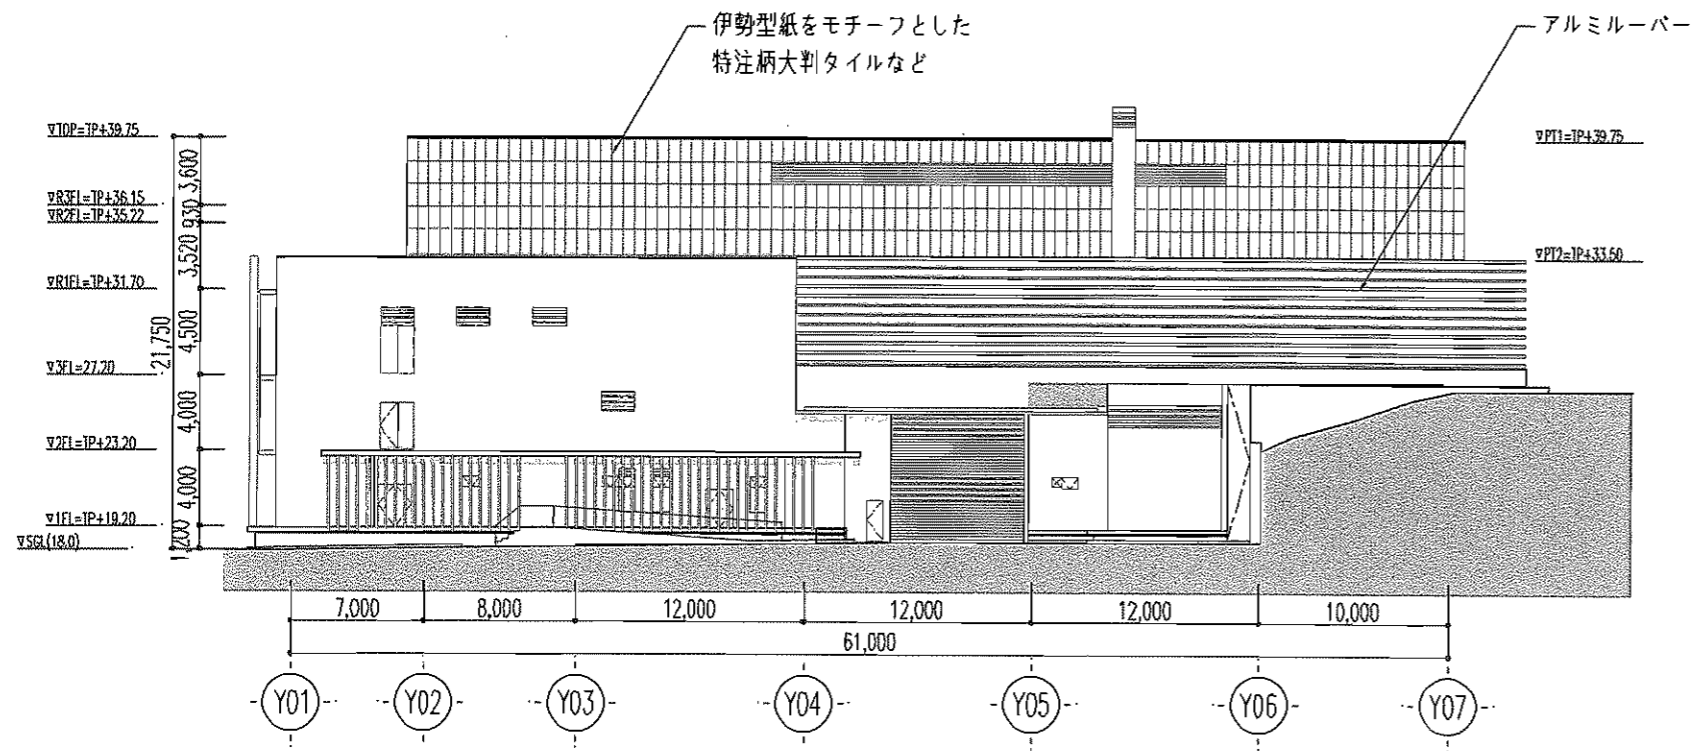 伊勢型紙をモチーフとした
特注柄大判タイルなど
アルミルーバー
∇TOP=TP+39.75
∇PT1=TP+39.75
3,600
∇R3FL=TP+36.15
930
∇R2FL=TP+35.22
3,520
∇PT2=TP+33.50
∇R1FL=TP+31.70
4,500
21,750
∇3FL=27.20
4,000
∇2FL=TP+23.20
4,000
∇1FL=TP+19.20
1,200
∇SGL(18.0)
7,000 8,000 12,000 12,000 12,000 10,000
61,000
Y01 Y02 Y03 Y04 Y05 Y06 Y07